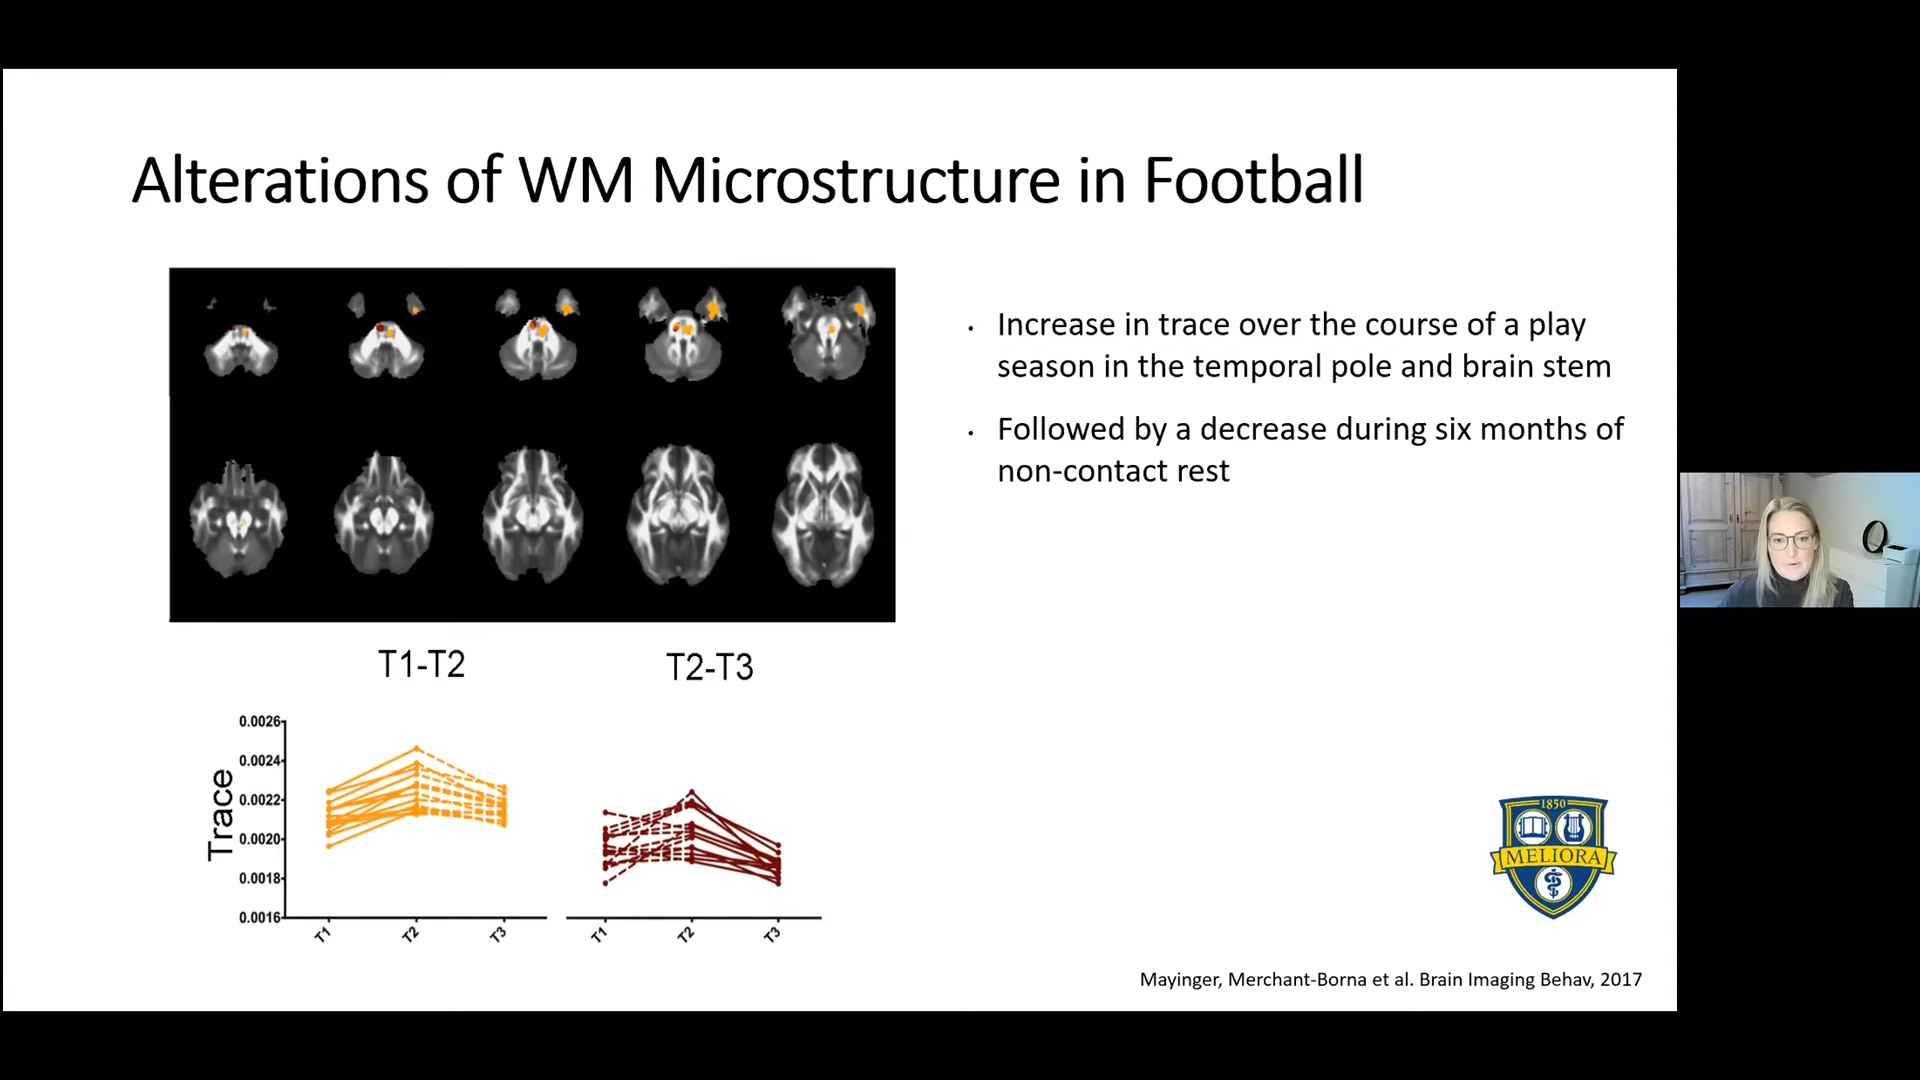 Alterations of WM Microstructure in Football
• Increase in trace over the course of a play
season in the temporal pole and brain stem
• Followed by a decrease during six months of
non-contact rest
T1-T2
T2-T3
Trace
0.0026
0.0024
0.0022
0.0020
0.0018
0.0016
T1
T2
T3
T1
T2
T3
1850
MELIORA
Mayinger, Merchant-Borna et al. Brain Imaging Behav, 2017